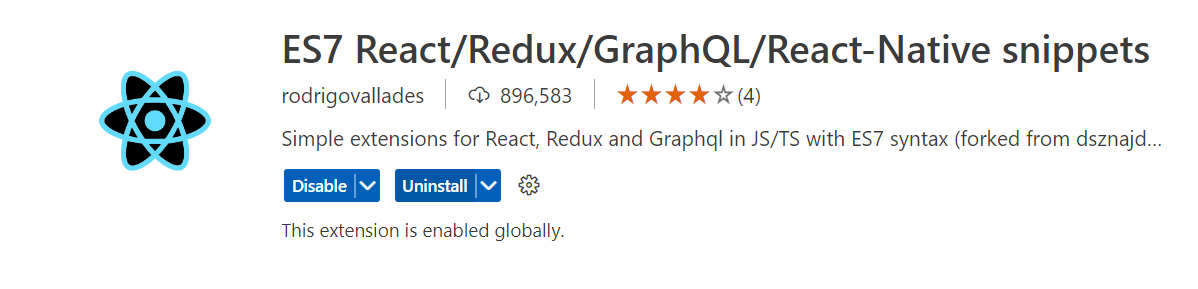 ES7 React/Redux/GraphQL/React-Native snippets
rodrigovallades 896,583 (4)
Simple extensions for React, Redux and Graphql in JS/TS with ES7 syntax (forked from dsznajd...
Disable Uninstall
This extension is enabled globally.